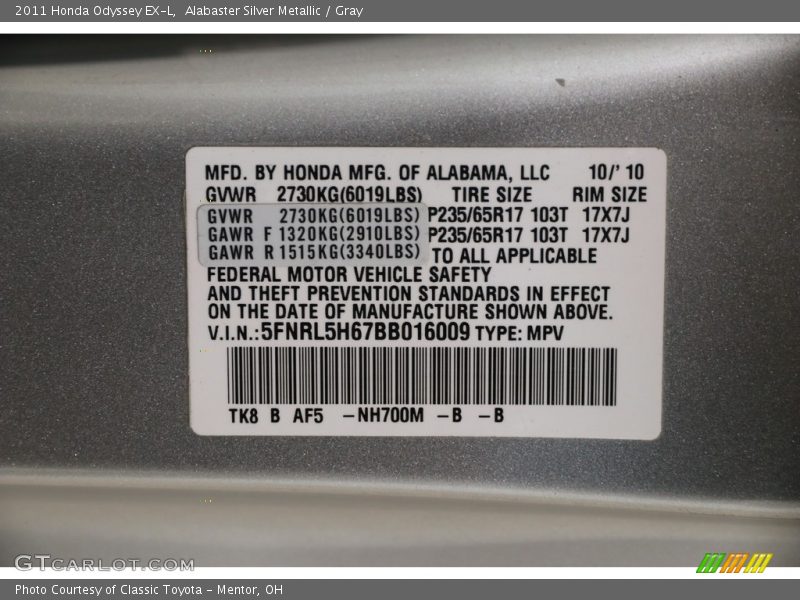 2011 Honda Odyssey EX-L,  Alabaster Silver Metallic / Gray
MFD. BY HONDA MFG. OF ALABAMA, LLC 10/' 10
GVWR 2730KG(6019LBS) TIRE SIZE RIM SIZE
GVWR 2730KG(6019LBS) P235/65R17 103T 17X7J
GAWR F 1320KG(2910LBS) P235/65R17 103T 17X7J
GAWR R 1515KG(3340LBS) TO ALL APPLICABLE
FEDERAL MOTOR VEHICLE SAFETY
AND THEFT PREVENTION STANDARDS IN EFFECT
ON THE DATE OF MANUFACTURE SHOWN ABOVE.
V.I.N.:5FNRL5H67BB016009 TYPE: MPV
TK8 B AF5 -NH700M -B -B
GTCARLOT.COM
Photo Courtesy of Classic Toyota - Mentor, OH